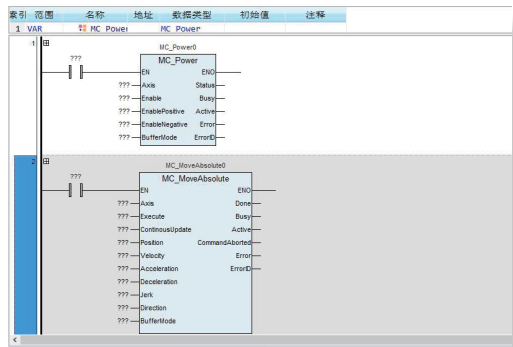 索引 范围 名称 地址 数据类型 初始值 注释
1 VAR MC_Power MC_Power
1
MC_Power0
??? MC_Power
EN ENO
??? Axis Status
??? Enable Busy
??? EnablePositive Active
??? EnableNegative Error
??? BufferMode ErrorID
2
MC_MoveAbsolute0
??? MC_MoveAbsolute
EN ENO
??? Axis Done
??? Execute Busy
??? ContinousUpdate Active
??? Position CommandAborted
??? Velocity Error
??? Acceleration ErrorID
??? Deceleration
??? Jerk
??? Direction
??? BufferMode